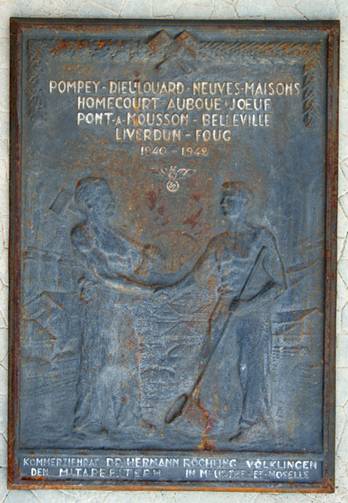 POMPEY - DIEULOUARD - NEUVES-MAISONS
HOMECOURT - AUBOUE - JŒUF
PONT-A-MOUSSON - BELLEVILLE
LIVERDUN - FOUG
1940 - 1942
KOMMERZIENRAT DR HERMANN RÖCHLING VÖLKLINGEN
DEN MITARBEITERN IN MEURTHE-ET-MOSELLE